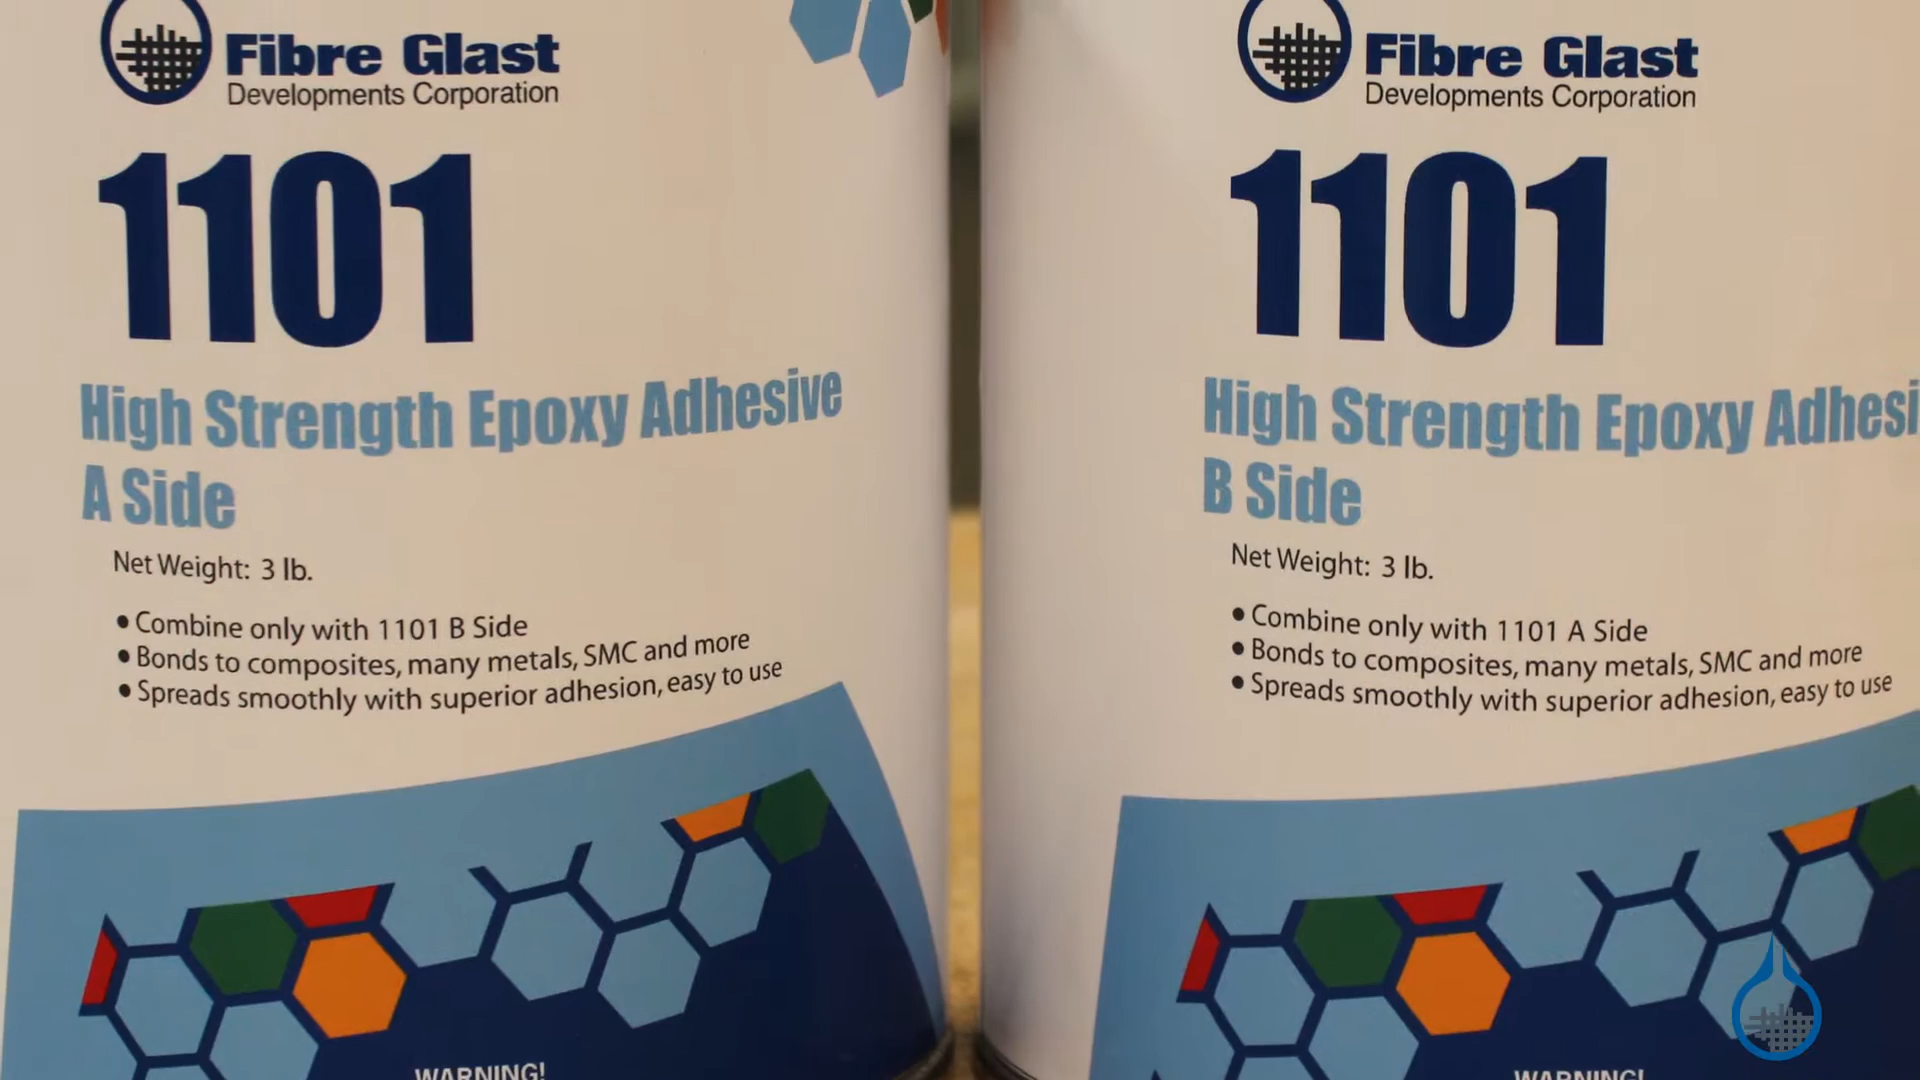 Fibre Glast
Developments Corporation
1101
High Strength Epoxy Adhesive
A Side
Net Weight: 3 lb.
• Combine only with 1101 B Side
• Bonds to composites, many metals, SMC and more
• Spreads smoothly with superior adhesion, easy to use
WARNING!
Fibre Glast
Developments Corporation
1101
High Strength Epoxy Adhesi
B Side
Net Weight: 3 lb.
• Combine only with 1101 A Side
• Bonds to composites, many metals, SMC and more
• Spreads smoothly with superior adhesion, easy to use
WARNING!